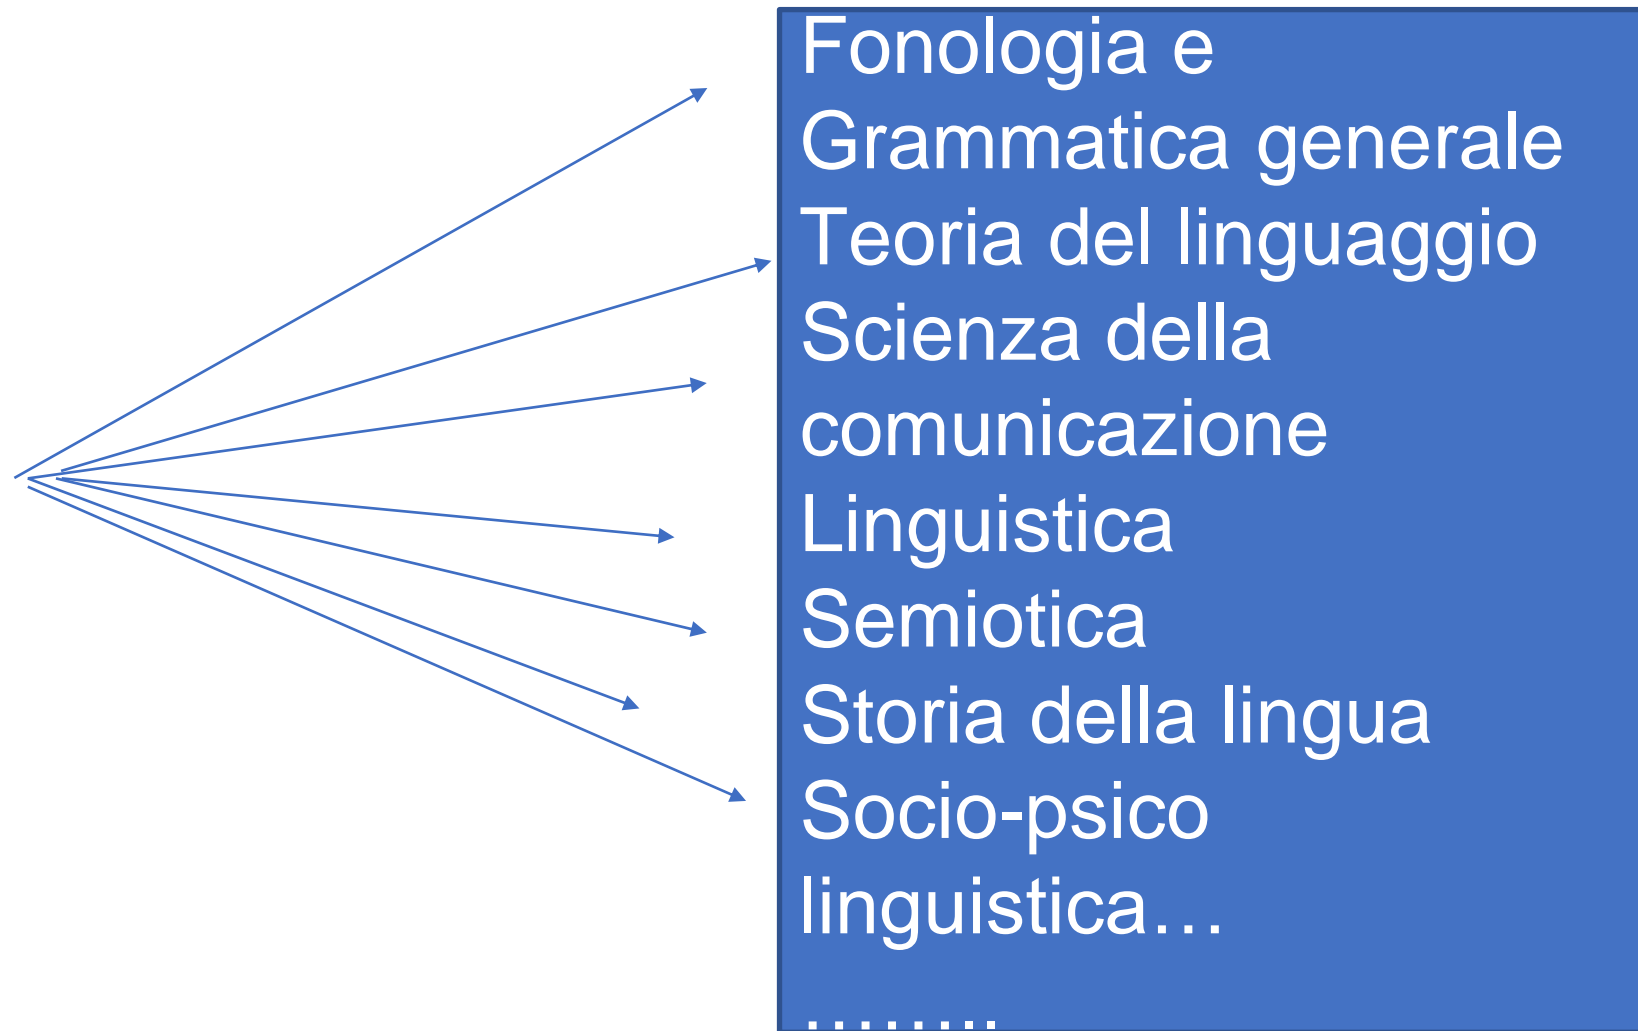 Fonologia e
Grammatica generale
Teoria del linguaggio
Scienza della
comunicazione
Linguistica
Semiotica
Storia della lingua
Socio-psico
linguistica…
……..